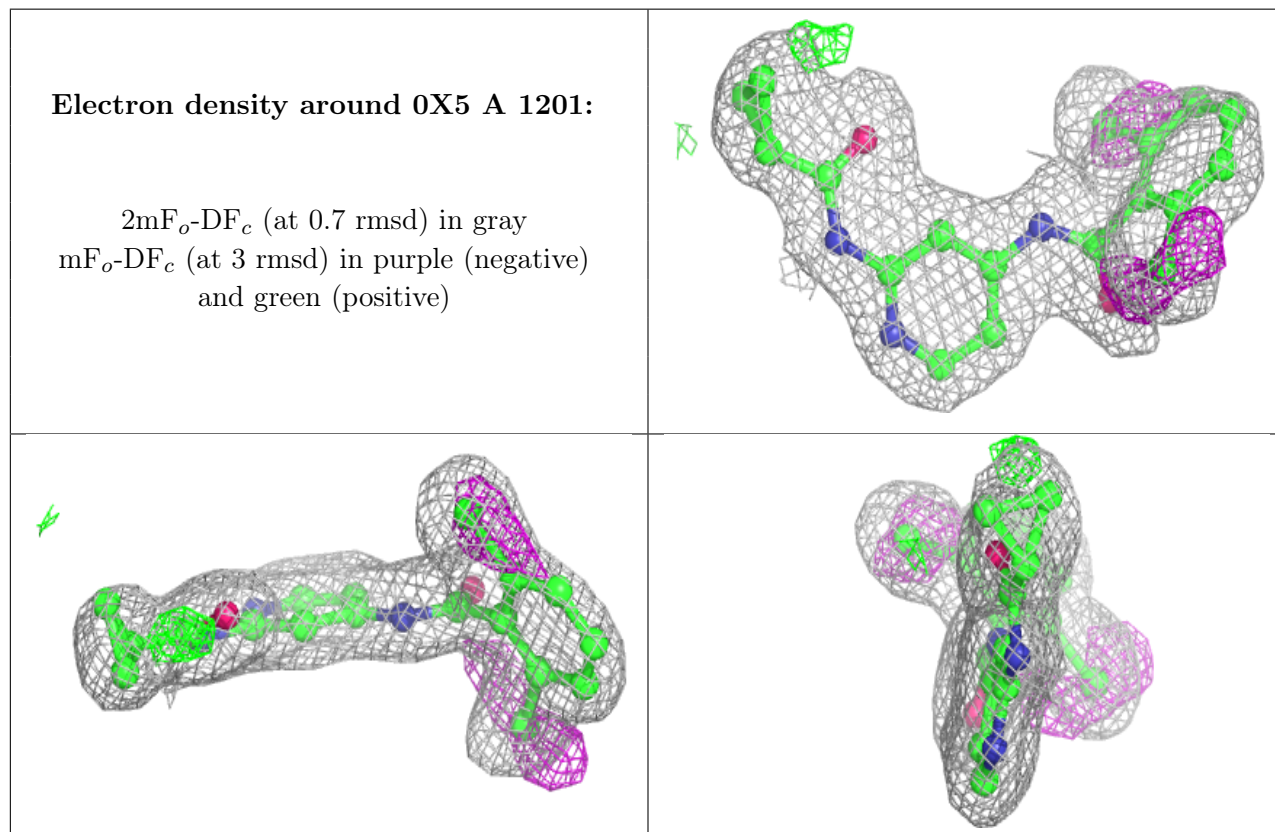 Electron density around 0X5 A 1201:
2mFₒ-DF𝒸 (at 0.7 rmsd) in gray
mFₒ-DF𝒸 (at 3 rmsd) in purple (negative)
and green (positive)